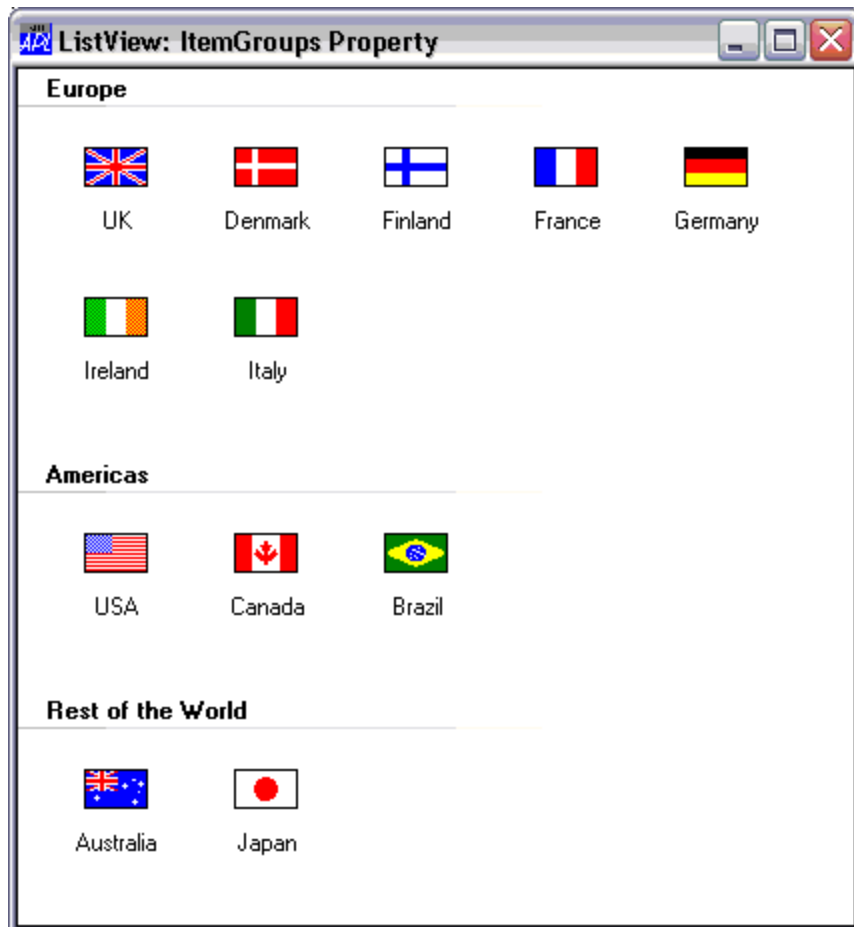 ListView: ItemGroups Property
Europe
UK Denmark Finland France Germany
Ireland Italy
Americas
USA Canada Brazil
Rest of the World
Australia Japan